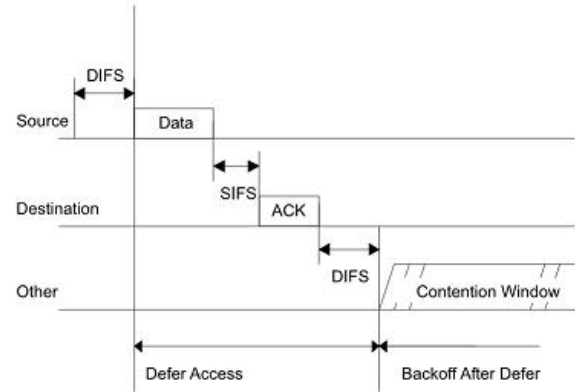 DIFS
Source
Data
SIFS
Destination
ACK
DIFS
Other
Contention Window
Defer Access
Backoff After Defer